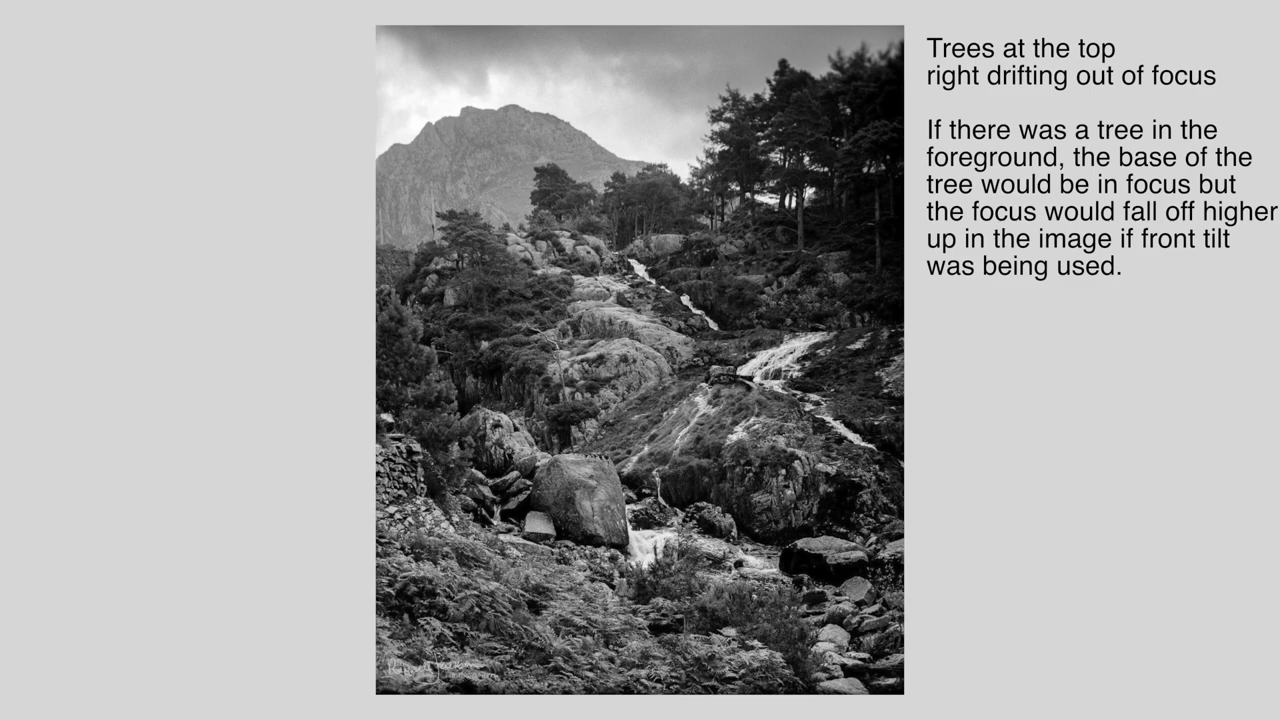 Trees at the top
right drifting out of focus
If there was a tree in the
foreground, the base of the
tree would be in focus but
the focus would fall off higher
up in the image if front tilt
was being used.